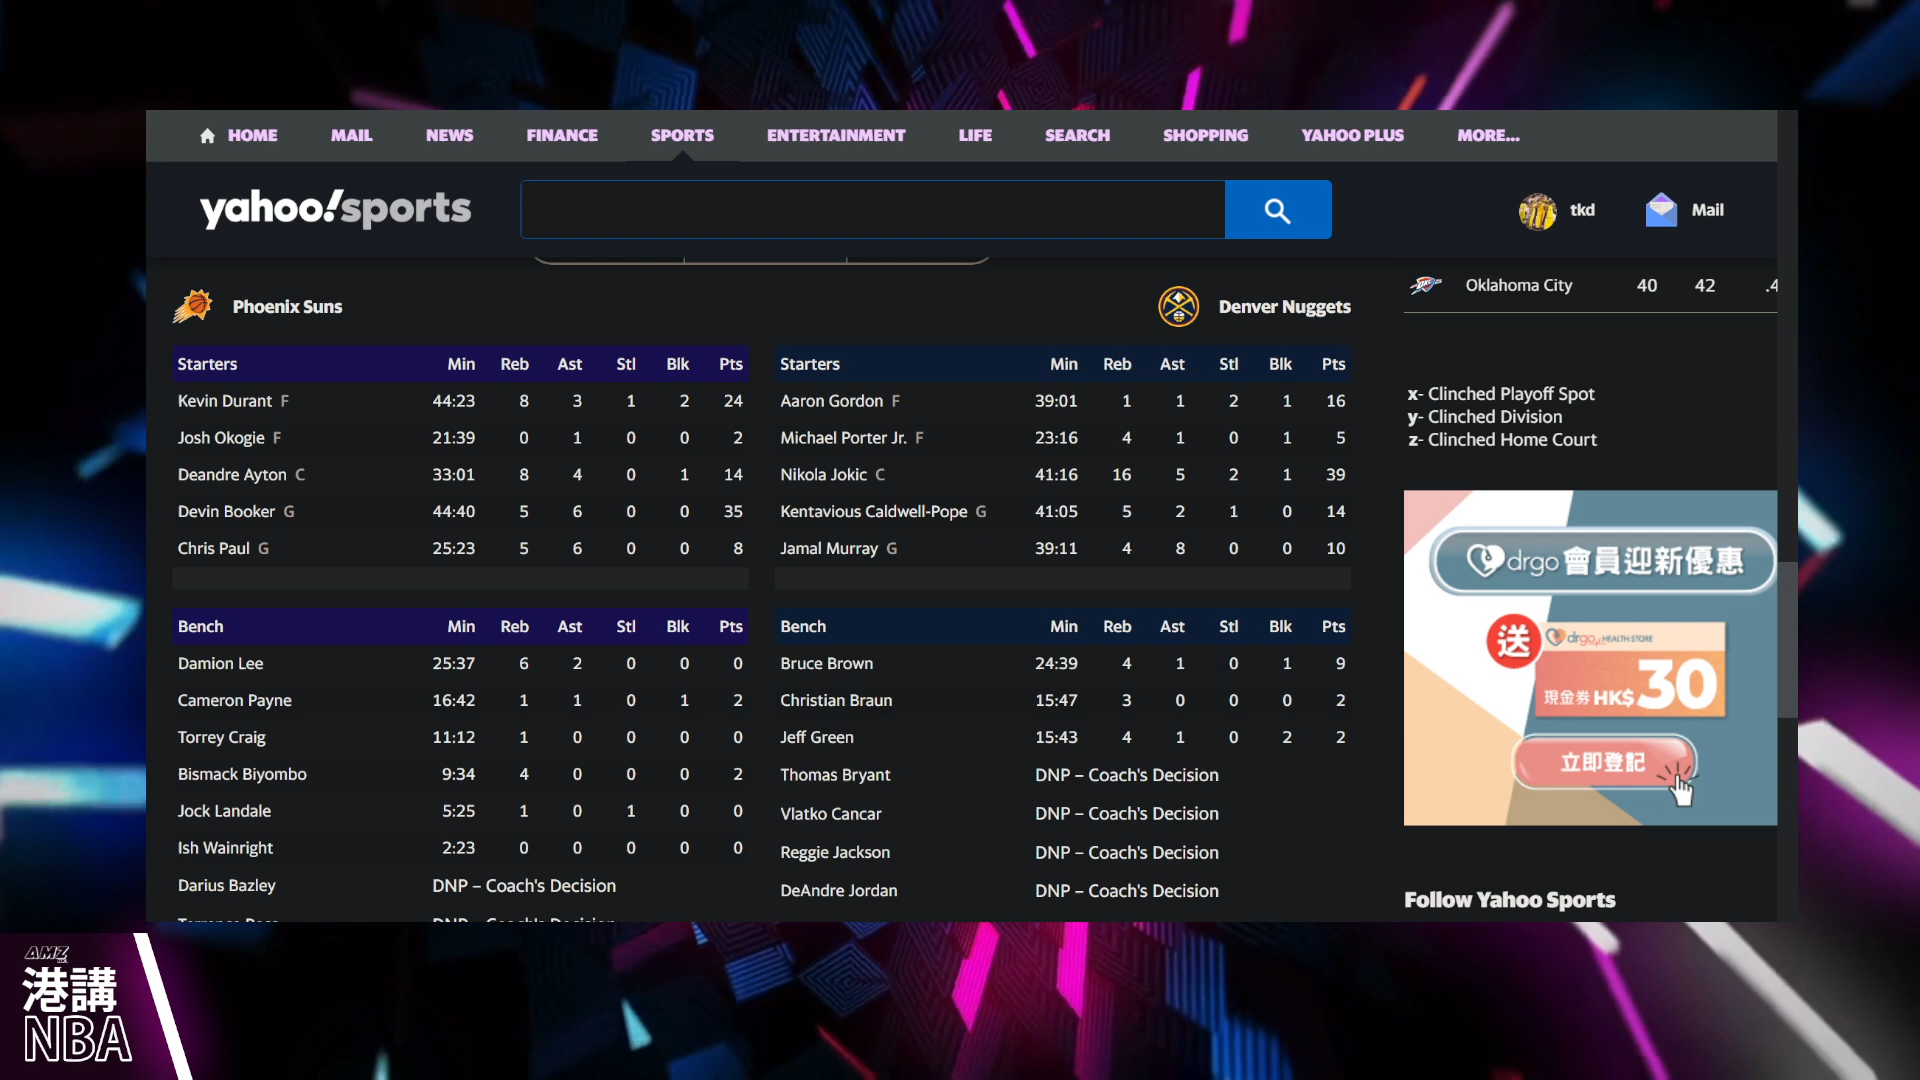 HOME MAIL NEWS FINANCE SPORTS ENTERTAINMENT LIFE SEARCH SHOPPING YAHOO PLUS MORE...
yahoo!sports
tkd Mail
Oklahoma City 40 42 .4
Phoenix Suns
Denver Nuggets
Starters Min Reb Ast Stl Blk Pts
Kevin Durant F 44:23 8 3 1 2 24
Josh Okogie F 21:39 0 1 0 0 2
Deandre Ayton C 33:01 8 4 0 1 14
Devin Booker G 44:40 5 6 0 0 35
Chris Paul G 25:23 5 6 0 0 8
Bench Min Reb Ast Stl Blk Pts
Damion Lee 25:37 6 2 0 0 0
Cameron Payne 16:42 1 1 0 1 2
Torrey Craig 11:12 1 0 0 0 0
Bismack Biyombo 9:34 4 0 0 0 2
Jock Landale 5:25 1 0 1 0 0
Ish Wainright 2:23 0 0 0 0 0
Darius Bazley DNP – Coach's Decision
Starters Min Reb Ast Stl Blk Pts
Aaron Gordon F 39:01 1 1 2 1 16
Michael Porter Jr. F 23:16 4 1 0 1 5
Nikola Jokic C 41:16 16 5 2 1 39
Kentavious Caldwell-Pope G 41:05 5 2 1 0 14
Jamal Murray G 39:11 4 8 0 0 10
Bench Min Reb Ast Stl Blk Pts
Bruce Brown 24:39 4 1 0 1 9
Christian Braun 15:47 3 0 0 0 2
Jeff Green 15:43 4 1 0 2 2
Thomas Bryant DNP – Coach's Decision
Vlatko Cancar DNP – Coach's Decision
Reggie Jackson DNP – Coach's Decision
DeAndre Jordan DNP – Coach's Decision
x- Clinched Playoff Spot
y- Clinched Division
z- Clinched Home Court
drgo 會員迎新優惠
送
drgo HEALTH STORE
現金券 HK$30
立即登記
Follow Yahoo Sports
AMZ
港講
NBA